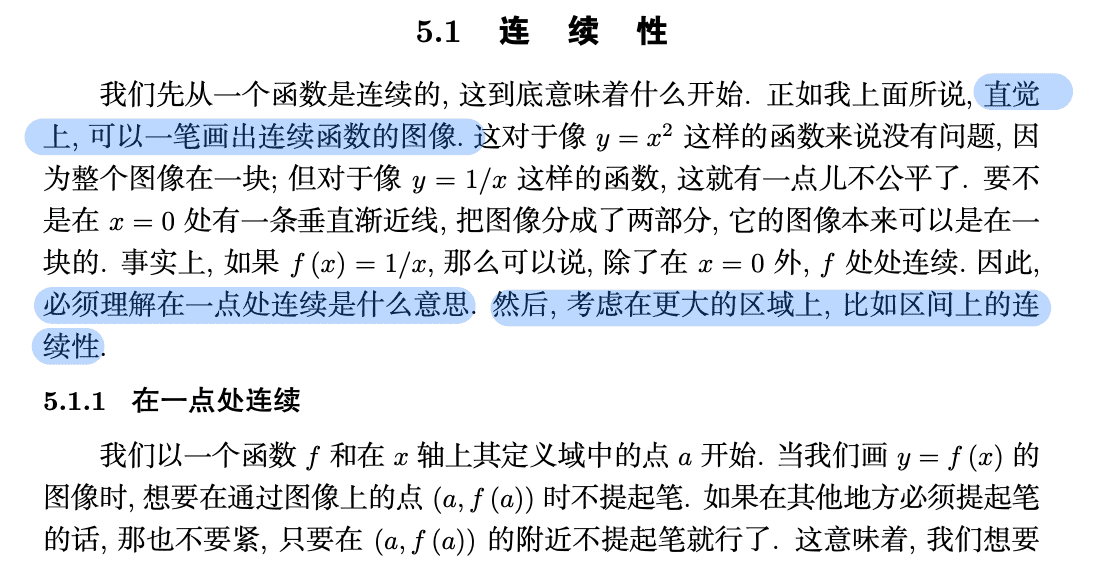 5.1 连 续 性
我们先从一个函数是连续的, 这到底意味着什么开始. 正如我上面所说, 直觉
上, 可以一笔画出连续函数的图像. 这对于像 y = x² 这样的函数来说没有问题, 因
为整个图像在一块; 但对于像 y = 1/x 这样的函数, 这就有一点儿不公平了. 要不
是在 x = 0 处有一条垂直渐近线, 把图像分成了两部分, 它的图像本来可以是在一
块的. 事实上, 如果 f (x) = 1/x, 那么可以说, 除了在 x = 0 外, f 处处连续. 因此,
必须理解在一点处连续是什么意思. 然后, 考虑在更大的区域上, 比如区间上的连
续性.
5.1.1 在一点处连续
我们以一个函数 f 和在 x 轴上其定义域中的点 a 开始. 当我们画 y = f (x) 的
图像时, 想要在通过图像上的点 (a, f (a)) 时不提起笔. 如果在其他地方必须提起笔
的话, 那也不要紧, 只要在 (a, f (a)) 的附近不提起笔就行了. 这意味着, 我们想要